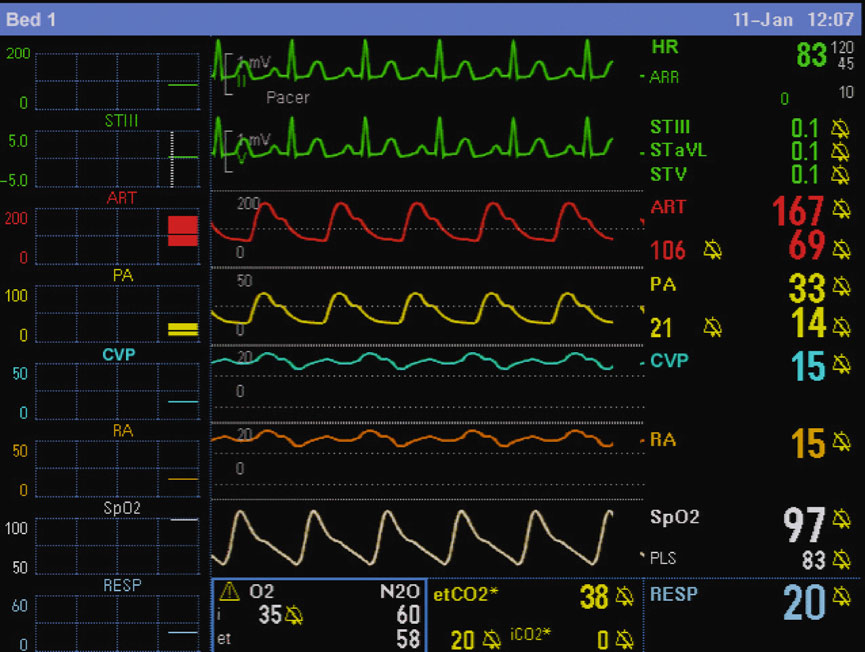 Bed 1 11-Jan 12:07
200
0
1 mV
II
Pacer
HR 83 120
45
ARR
0 10
STIII
5.0
-5.0
1 mV
V
STIII 0.1
STaVL 0.1
STV 0.1
ART
200
0
200
0
ART 167
106 69
PA
100
0
50
0
PA 33
21 14
CVP
50
0
20
0
CVP 15
RA
50
0
20
0
RA 15
SpO2
100
50
SpO2 97
PLS 83
RESP
60
0
O2 N2O
i 35 60
et 58
etCO2* 38
20 iCO2* 0
RESP 20